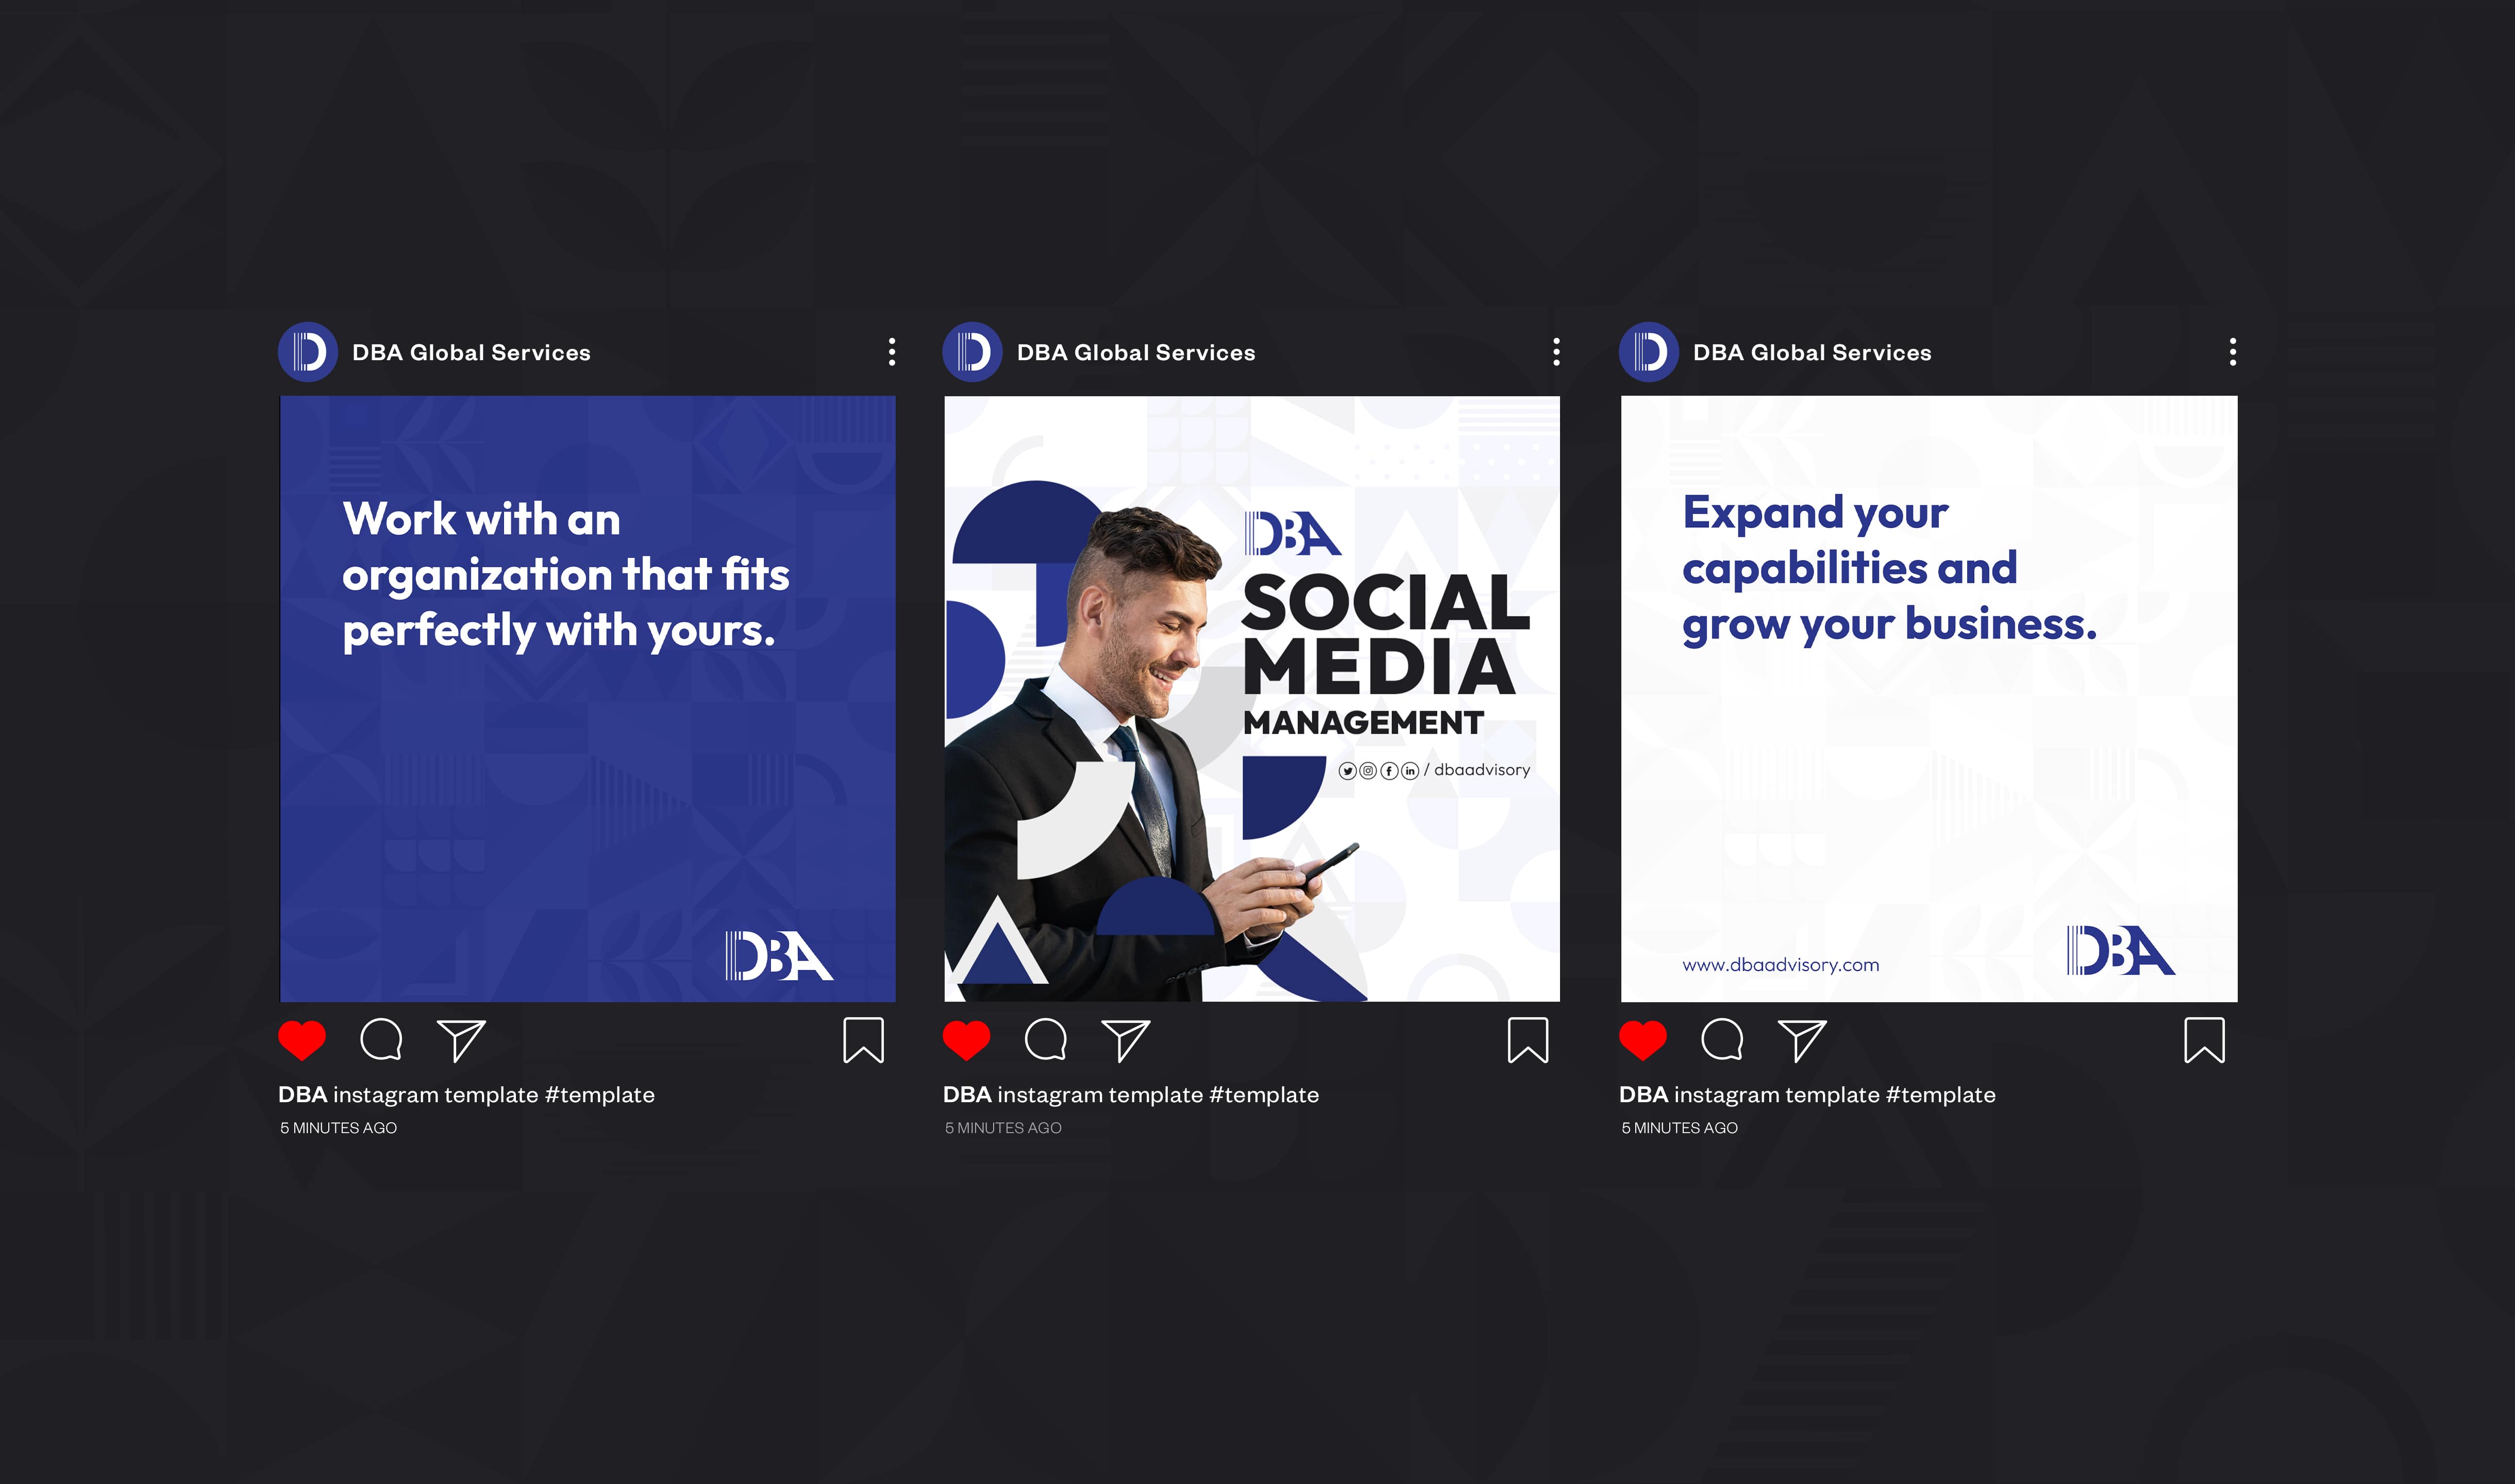 DBA Global Services
Work with an
organization that fits
perfectly with yours.
DBA
DBA instagram template #template
5 MINUTES AGO
DBA Global Services
DBA
SOCIAL
MEDIA
MANAGEMENT
/ dbaadvisory
DBA instagram template #template
5 MINUTES AGO
DBA Global Services
Expand your
capabilities and
grow your business.
www.dbaadvisory.com
DBA
DBA instagram template #template
5 MINUTES AGO